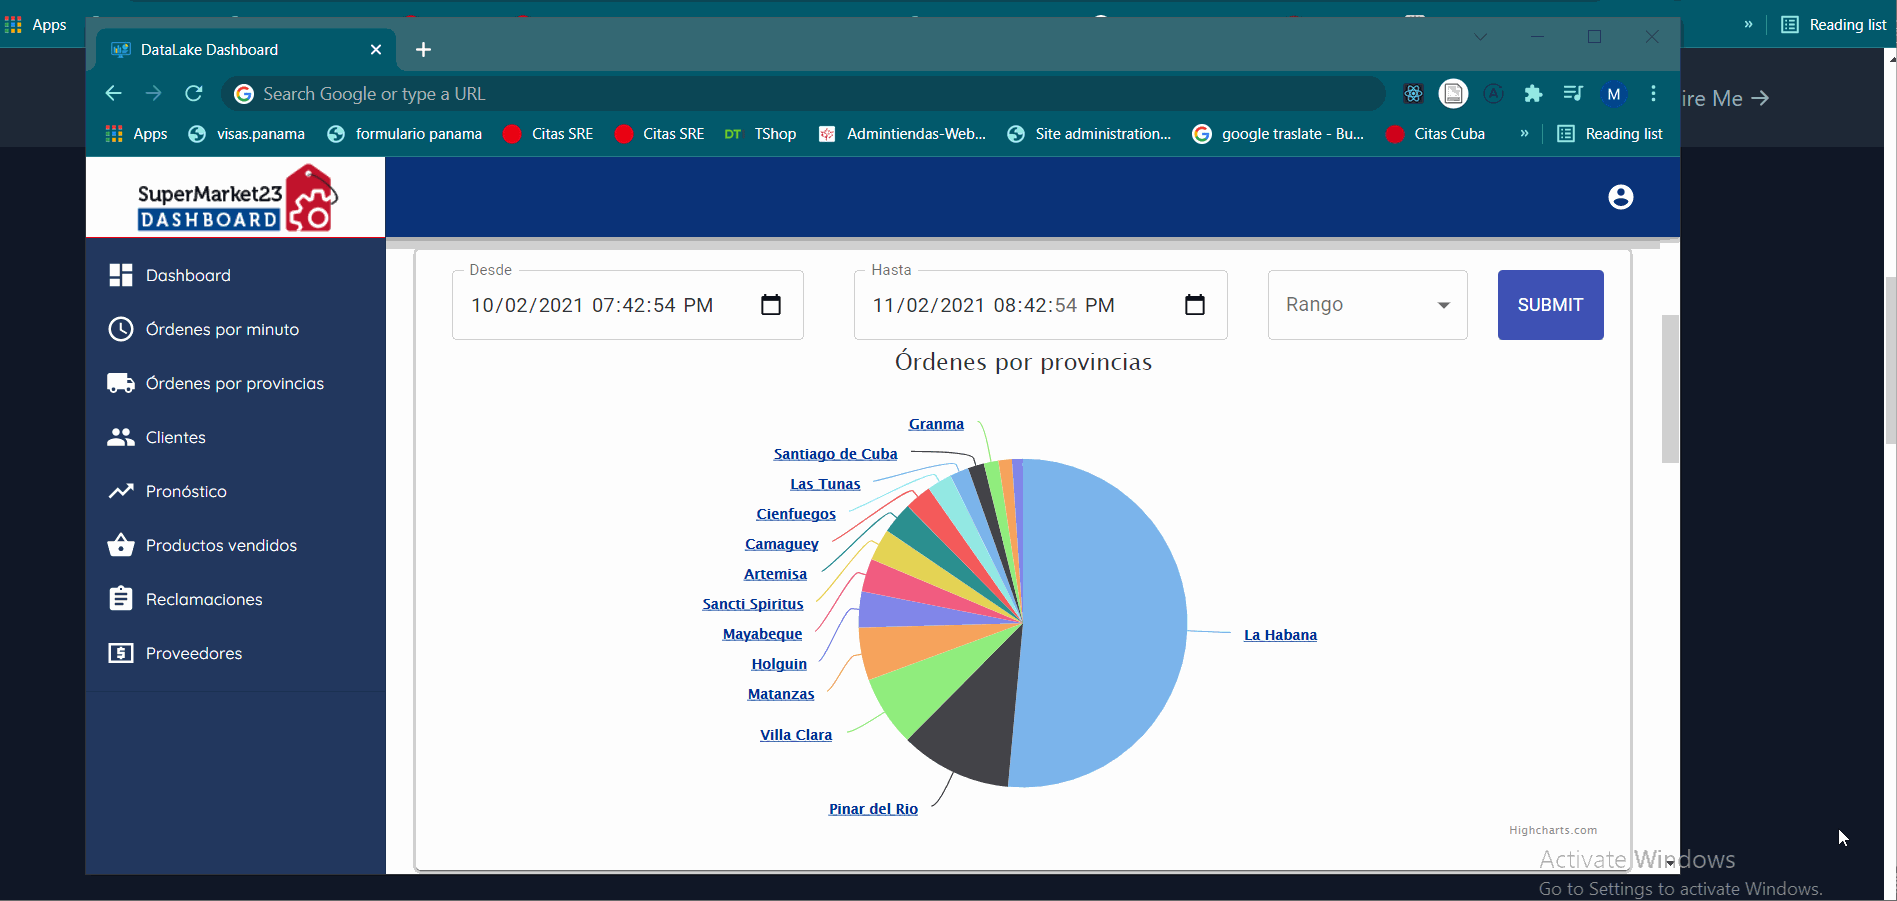 Apps
» Reading list
DataLake Dashboard
Search Google or type a URL
M
ire Me →
Apps visas.panama formulario panama Citas SRE Citas SRE DT TShop Admintiendas-Web... Site administration... google traslate - Bu... Citas Cuba » Reading list
SuperMarket23
DASHBOARD
Dashboard
Órdenes por minuto
Órdenes por provincias
Clientes
Pronóstico
Productos vendidos
Reclamaciones
Proveedores
Desde
10/02/2021 07:42:54 PM
Hasta
11/02/2021 08:42:54 PM
Rango
SUBMIT
Órdenes por provincias
Granma
Santiago de Cuba
Las Tunas
Cienfuegos
Camaguey
Artemisa
Sancti Spiritus
Mayabeque
La Habana
Holguin
Matanzas
Villa Clara
Pinar del Rio
Highcharts.com
Activate Windows
Go to Settings to activate Windows.